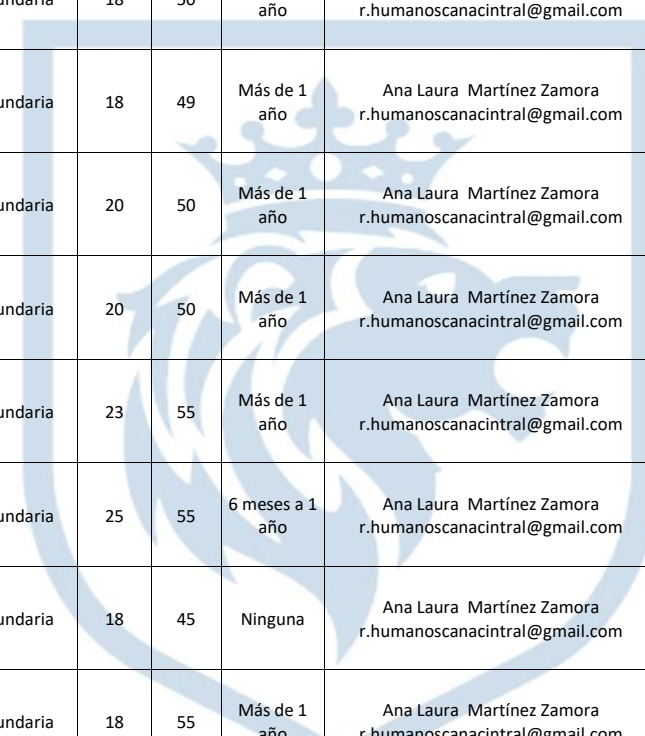 año r.humanoscanacintral@gmail.com
undaria 18 49 Más de 1 año Ana Laura Martínez Zamora
r.humanoscanacintral@gmail.com
undaria 20 50 Más de 1 año Ana Laura Martínez Zamora
r.humanoscanacintral@gmail.com
undaria 20 50 Más de 1 año Ana Laura Martínez Zamora
r.humanoscanacintral@gmail.com
undaria 23 55 Más de 1 año Ana Laura Martínez Zamora
r.humanoscanacintral@gmail.com
undaria 25 55 6 meses a 1 año Ana Laura Martínez Zamora
r.humanoscanacintral@gmail.com
undaria 18 45 Ninguna Ana Laura Martínez Zamora
r.humanoscanacintral@gmail.com
undaria 18 55 Más de 1 año Ana Laura Martínez Zamora
r.humanoscanacintral@gmail.com